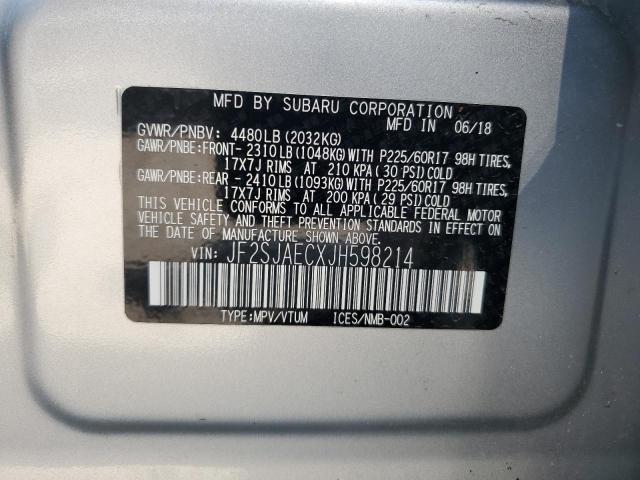 MFD BY SUBARU CORPORATION
MFD IN 06/18
GVWR/PNBV: 4480LB(2032KG)
GAWR/PNBE:FRONT- 2310LB(1048KG)WITH P225/60R17 98H TIRES,
17X7J RIMS AT 210 KPA( 30 PSI)COLD
GAWR/PNBE:REAR - 2410LB(1093KG)WITH P225/60R17 98H TIRES,
17X7J RIMS AT 200 KPA( 29 PSI)COLD
THIS VEHICLE CONFORMS TO ALL APPLICABLE FEDERAL MOTOR
VEHICLE SAFETY AND THEFT PREVENTION STANDARDS IN EFFECT ON
THE DATE OF MANUFACTURE SHOWN ABOVE.
VIN: JF2SJAECXJH598214
TYPE:MPV/VTUM ICES/NMB-002